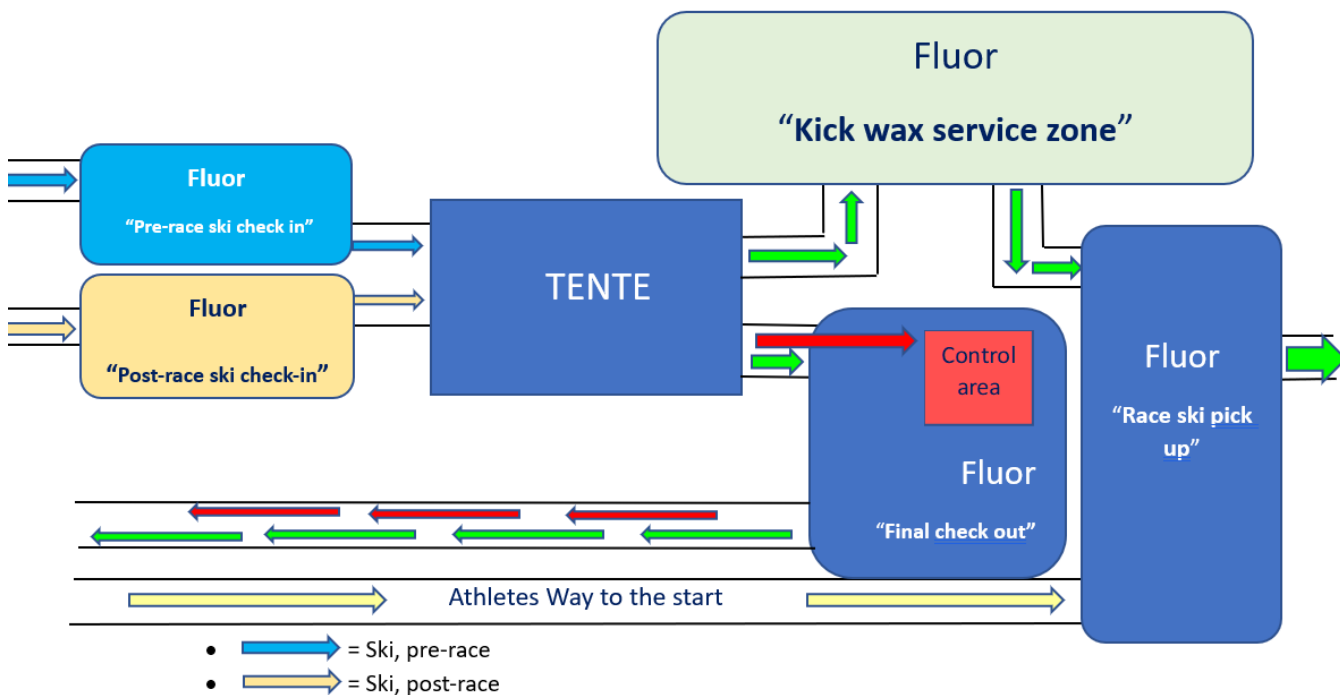 Fluor
“Kick wax service zone”
Fluor
“Pre-race ski check in”
TENTE
Fluor
“Post-race ski check-in”
Control
area
Fluor
“Race ski pick
up”
Fluor
“Final check out”
Athletes Way to the start
• = Ski, pre-race
• = Ski, post-race